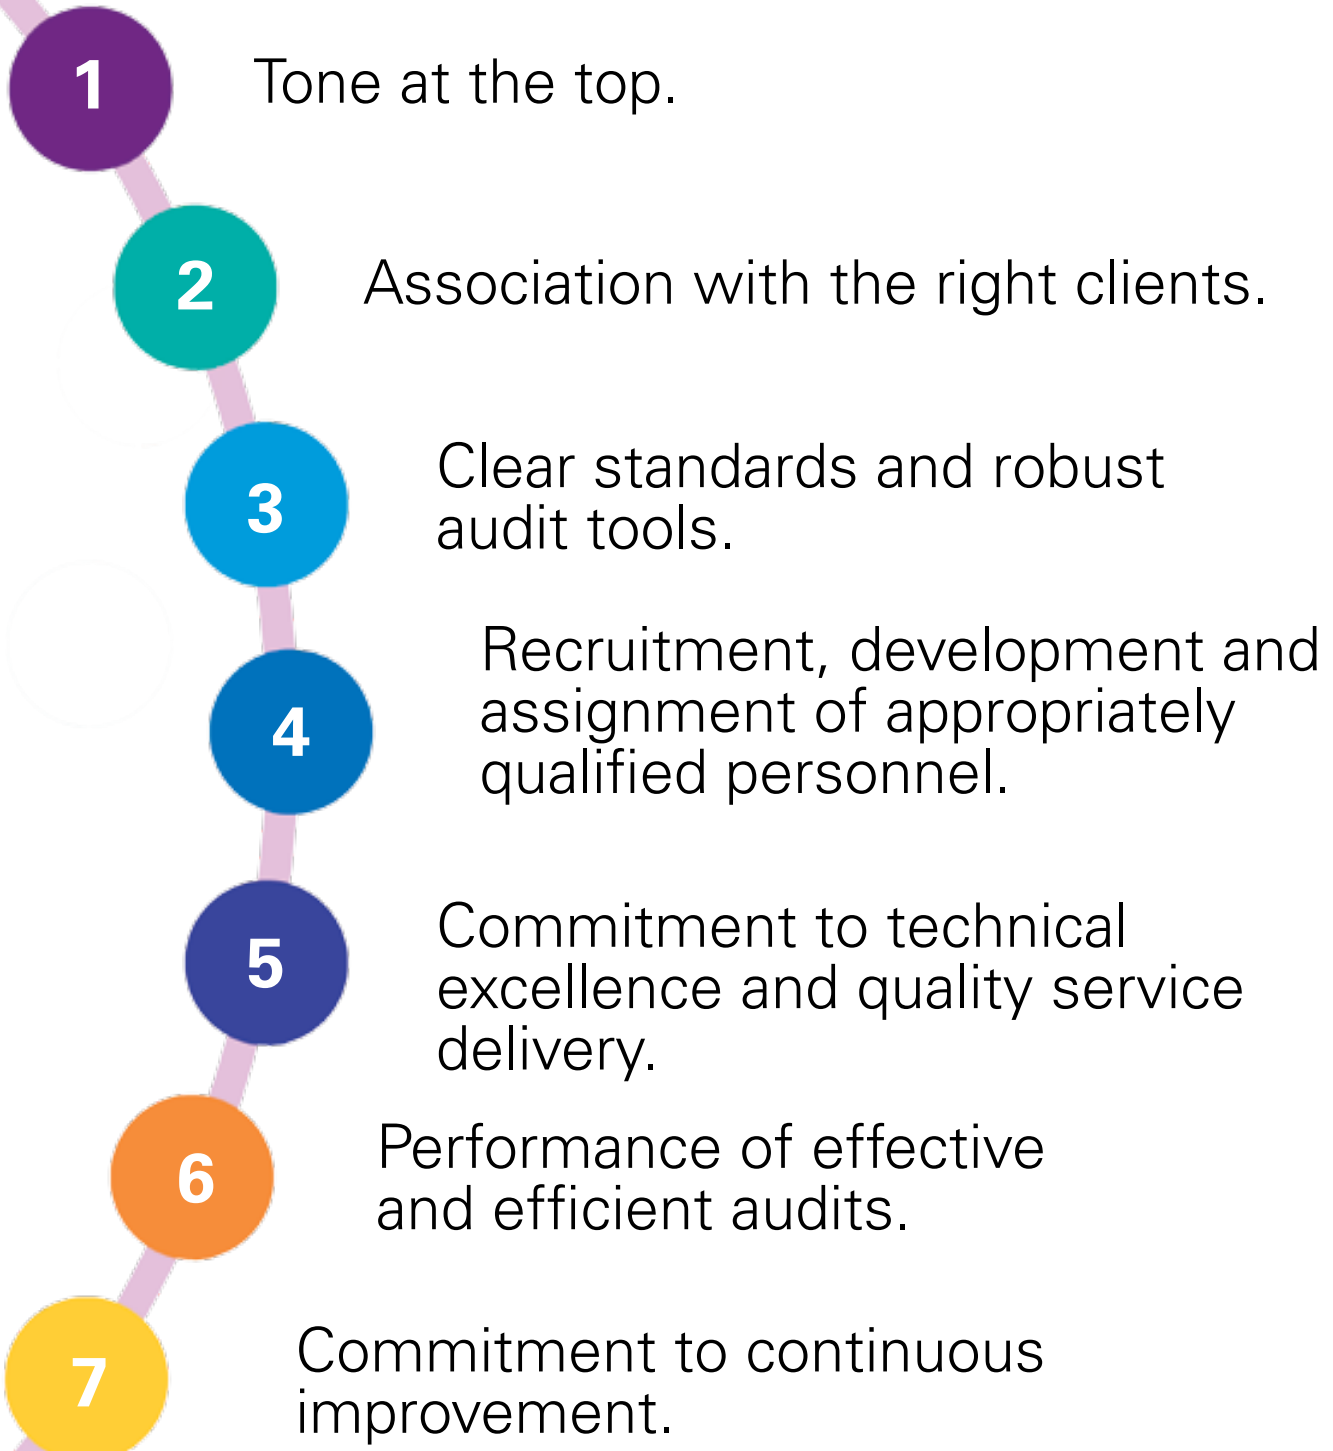 1 Tone at the top.
2 Association with the right clients.
3 Clear standards and robust
audit tools.
4 Recruitment, development and
assignment of appropriately
qualified personnel.
5 Commitment to technical
excellence and quality service
delivery.
6 Performance of effective
and efficient audits.
7 Commitment to continuous
improvement.